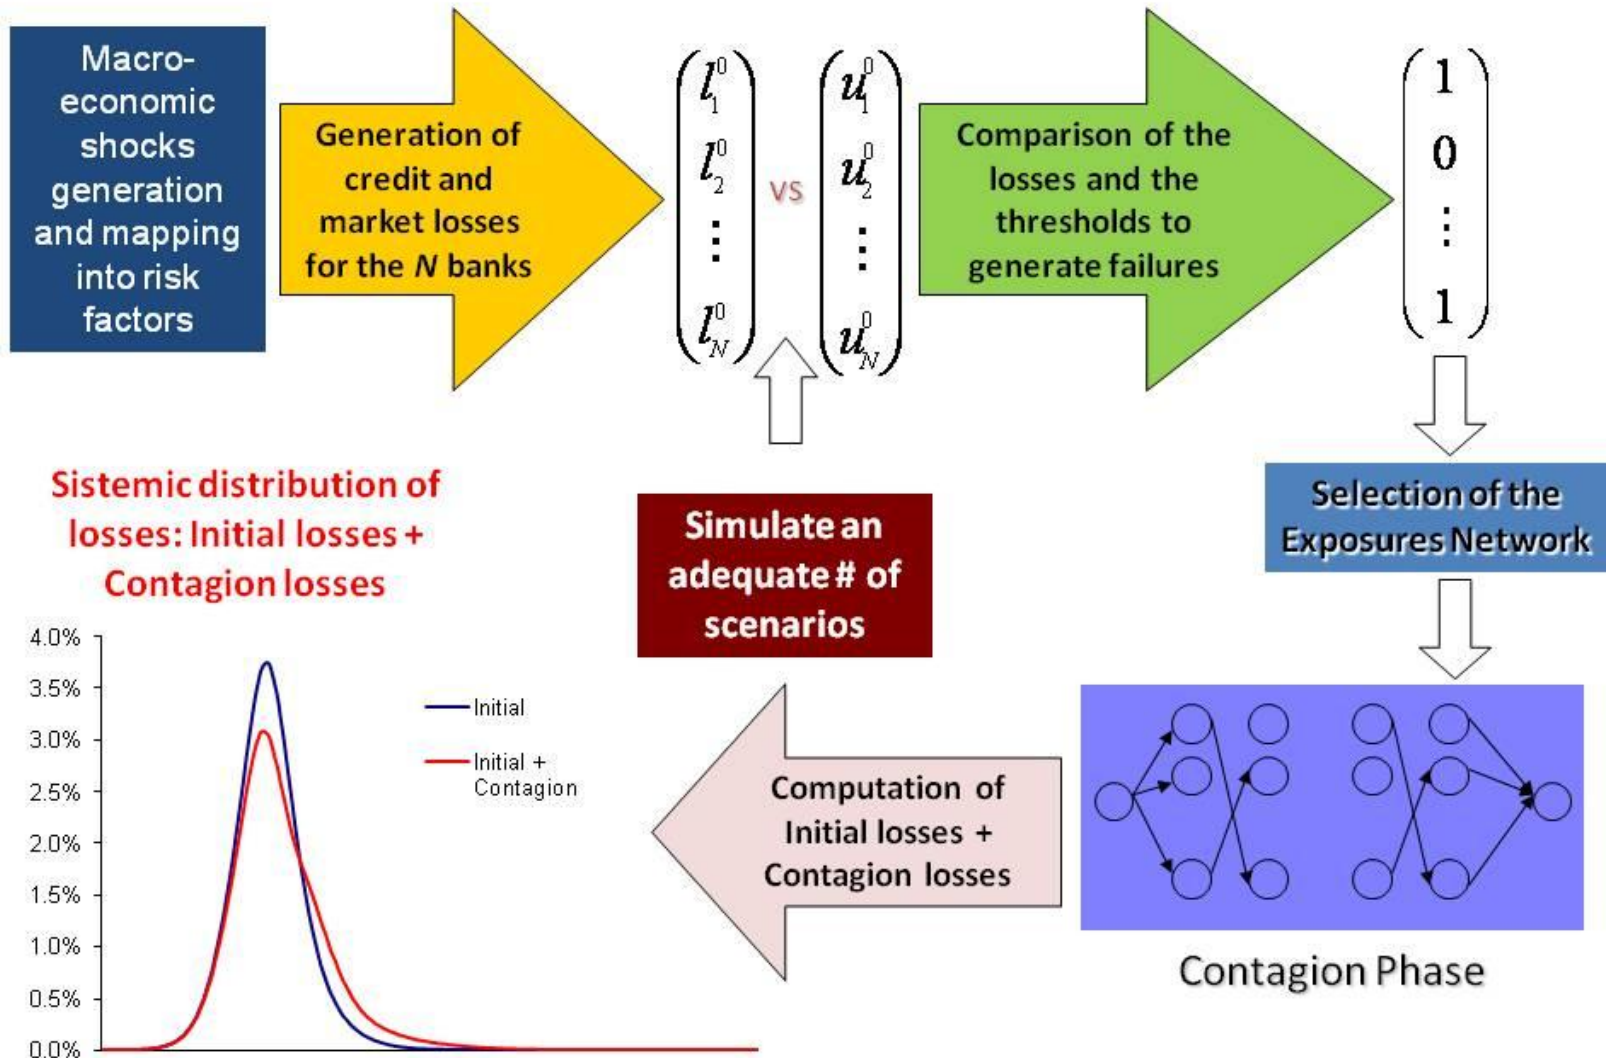 Macro-
economic
shocks
generation
and mapping
into risk
factors
Generation of
credit and
market losses
for the N banks
l₁⁰
l₂⁰
⋮
l_N⁰
vs
u₁⁰
u₂⁰
⋮
u_N⁰
Comparison of the
losses and the
thresholds to
generate failures
1
0
⋮
1
Selection of the
Exposures Network
Contagion Phase
Computation of
Initial losses +
Contagion losses
Simulate an
adequate # of
scenarios
Sistemic distribution of
losses: Initial losses +
Contagion losses
4.0%
3.5%
3.0%
2.5%
2.0%
1.5%
1.0%
0.5%
0.0%
Initial
Initial +
Contagion